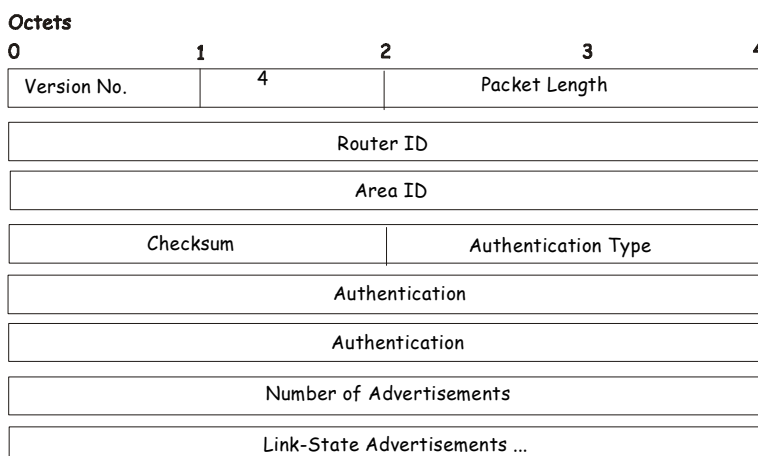 Octets
0 1 2 3 4
Version No. 4 Packet Length
Router ID
Area ID
Checksum Authentication Type
Authentication
Authentication
Number of Advertisements
Link-State Advertisements ...